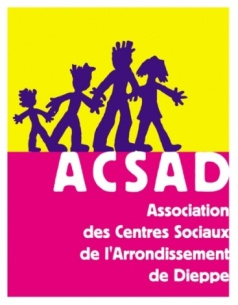 ACSAD
Association
des Centres Sociaux
de l'Arrondissement
de Dieppe